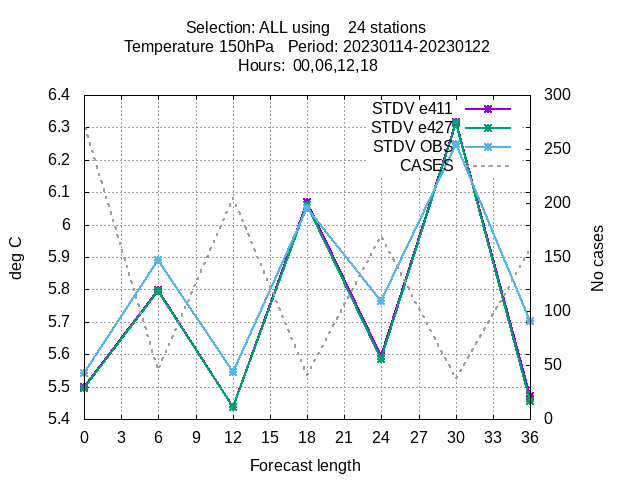 Selection: ALL using    24 stations
Temperature 150hPa   Period: 20230114-20230122
Hours:  00,06,12,18
STDV e411
STDV e427
STDV OBS
CASES
deg C
6.4
6.3
6.2
6.1
6
5.9
5.8
5.7
5.6
5.5
5.4
300
250
200
150
100
50
0
No cases
0 3 6 9 12 15 18 21 24 27 30 33 36
Forecast length